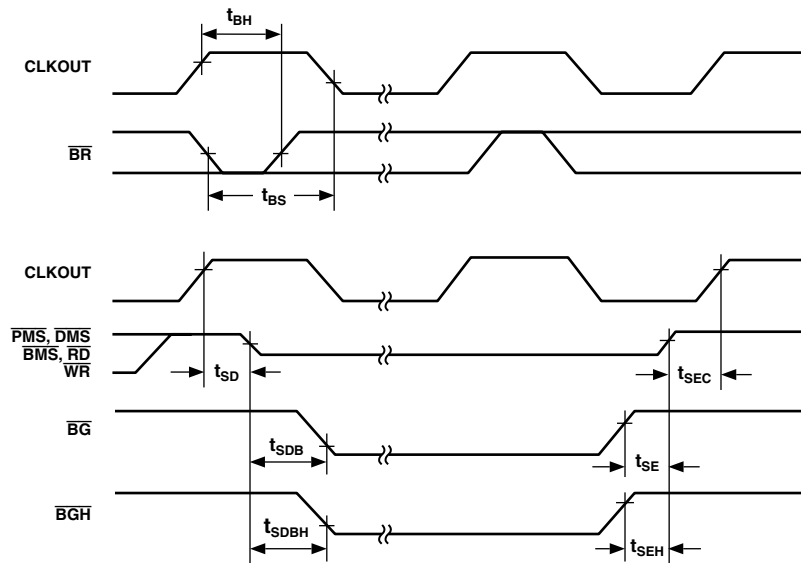 tBH
CLKOUT
BR
tBS
CLKOUT
PMS, DMS
BMS, RD
WR
tSD
tSEC
BG
tSDB
tSE
BGH
tSDBH
tSEH